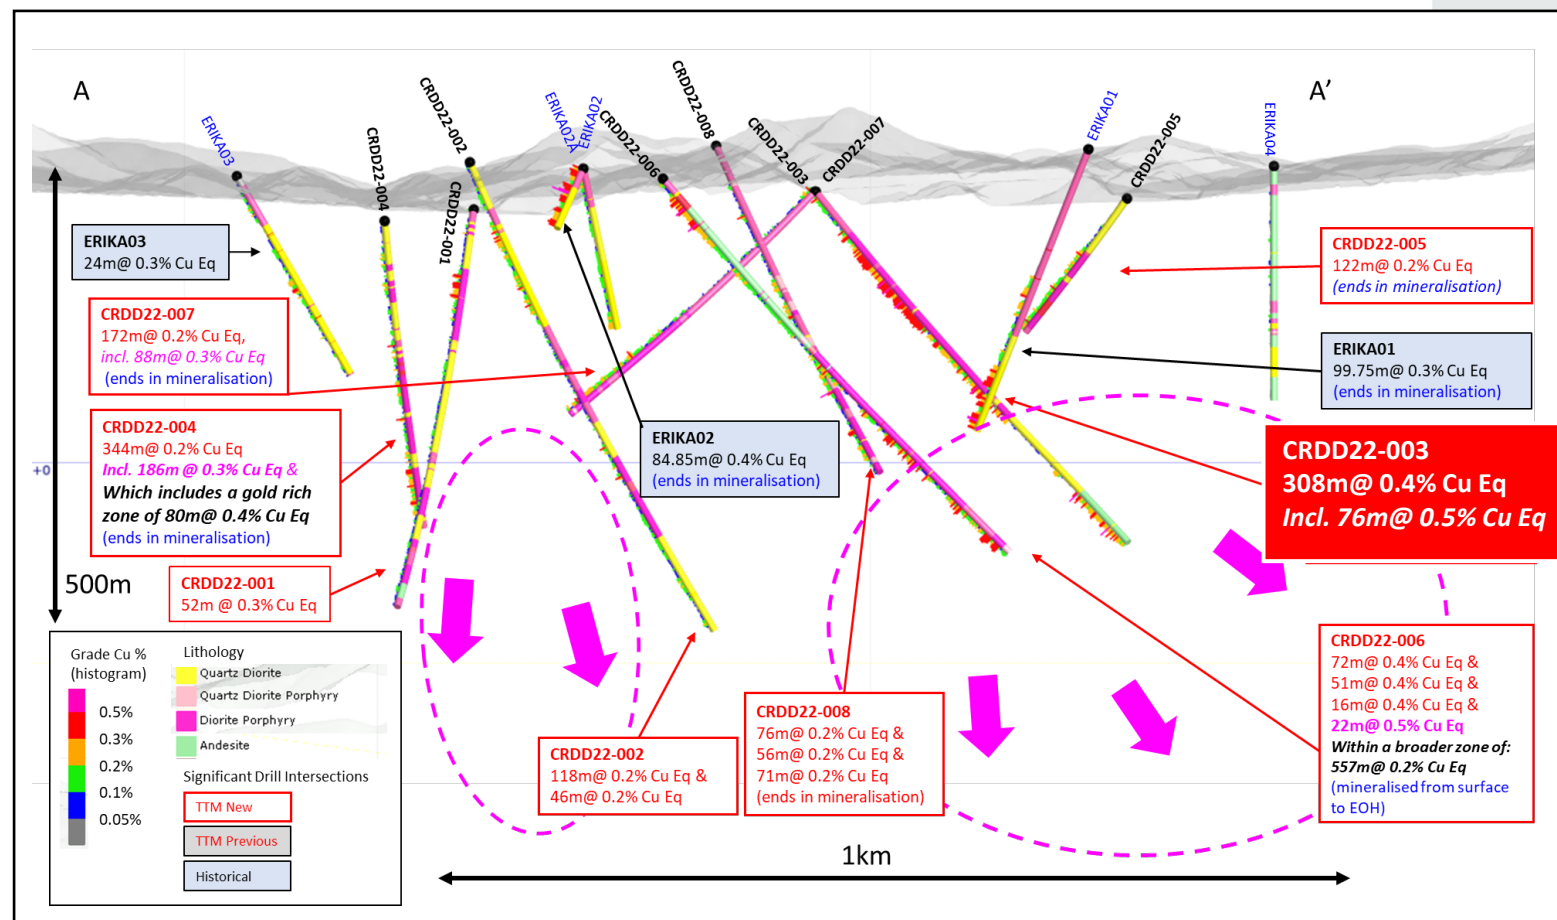 A
A'
ERIKA03
CRDD22-004
CRDD22-002
CRDD22-001
ERIKA02A
ERIKA02
CRDD22-006
CRDD22-008
CRDD22-003
CRDD22-007
ERIKA01
CRDD22-005
ERIKA04
ERIKA03
24m@ 0.3% Cu Eq
CRDD22-007
172m@ 0.2% Cu Eq,
incl. 88m@ 0.3% Cu Eq
(ends in mineralisation)
CRDD22-004
344m@ 0.2% Cu Eq
Incl. 186m @ 0.3% Cu Eq &
Which includes a gold rich
zone of 80m@ 0.4% Cu Eq
(ends in mineralisation)
CRDD22-001
52m @ 0.3% Cu Eq
+0
500m
ERIKA02
84.85m@ 0.4% Cu Eq
(ends in mineralisation)
CRDD22-005
122m@ 0.2% Cu Eq
(ends in mineralisation)
ERIKA01
99.75m@ 0.3% Cu Eq
(ends in mineralisation)
CRDD22-003
308m@ 0.4% Cu Eq
Incl. 76m@ 0.5% Cu Eq
CRDD22-006
72m@ 0.4% Cu Eq &
51m@ 0.4% Cu Eq &
16m@ 0.4% Cu Eq &
22m@ 0.5% Cu Eq
Within a broader zone of:
557m@ 0.2% Cu Eq
(mineralised from surface
to EOH)
CRDD22-008
76m@ 0.2% Cu Eq &
56m@ 0.2% Cu Eq &
71m@ 0.2% Cu Eq
(ends in mineralisation)
CRDD22-002
118m@ 0.2% Cu Eq &
46m@ 0.2% Cu Eq
1km
Grade Cu %
(histogram)
0.5%
0.3%
0.2%
0.1%
0.05%
Lithology
Quartz Diorite
Quartz Diorite Porphyry
Diorite Porphyry
Andesite
Significant Drill Intersections
TTM New
TTM Previous
Historical